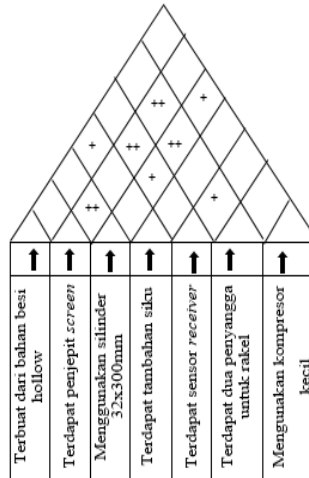 ++
+
+
++
++
+
++
+
Terbuat dari bahan besi
hollow
Terdapat penjepit screen
Menggunakan silinder
32x300mm
Terdapat tambahan siku
Terdapat sensor receiver
Terdapat dua penyangga
untuk rakel
Mengunakan kompresor
kecil